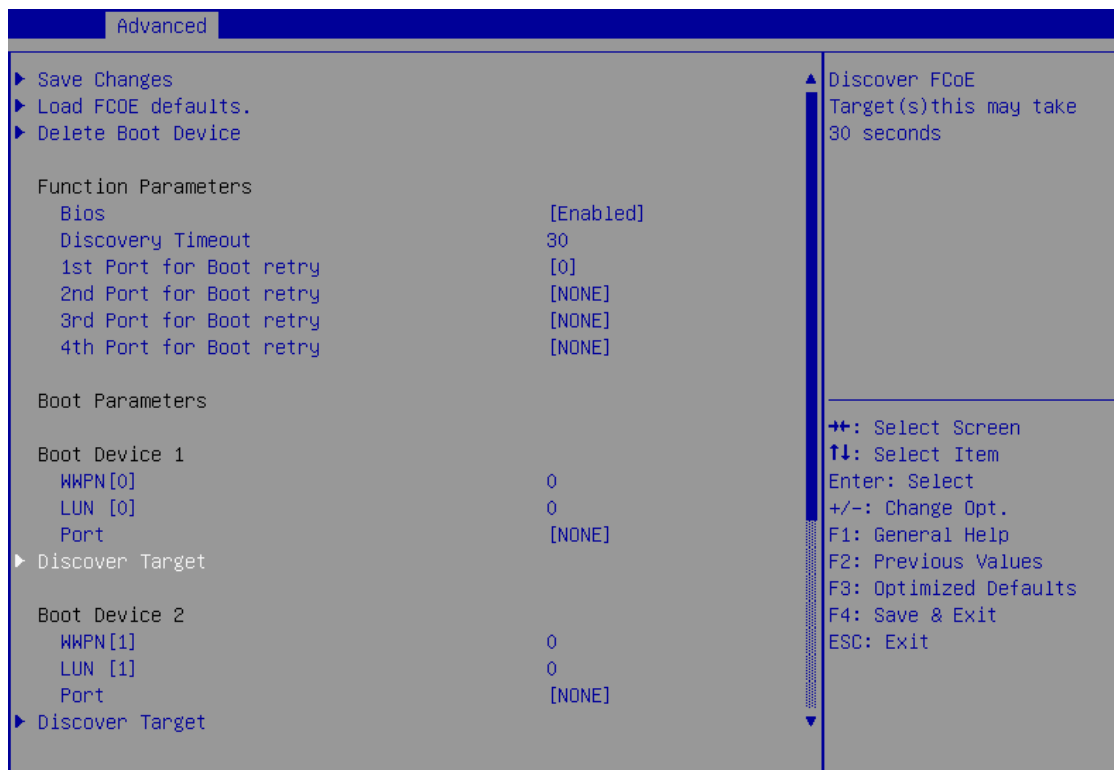 Advanced
Save Changes
Load FCOE defaults.
Delete Boot Device
Function Parameters
Bios [Enabled]
Discovery Timeout 30
1st Port for Boot retry [0]
2nd Port for Boot retry [NONE]
3rd Port for Boot retry [NONE]
4th Port for Boot retry [NONE]
Boot Parameters
Boot Device 1
WWPN[0] 0
LUN [0] 0
Port [NONE]
Discover Target
Boot Device 2
WWPN[1] 0
LUN [1] 0
Port [NONE]
Discover Target
Discover FCoE
Target(s)this may take
30 seconds
→←: Select Screen
↑↓: Select Item
Enter: Select
+/-: Change Opt.
F1: General Help
F2: Previous Values
F3: Optimized Defaults
F4: Save & Exit
ESC: Exit